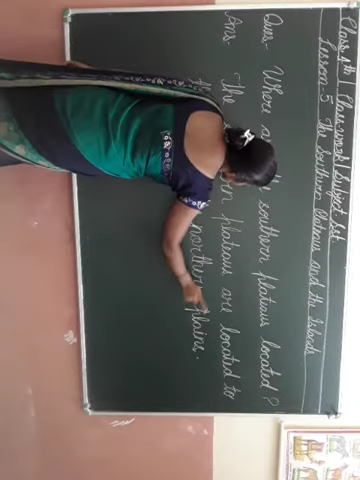 Class 4th | Classwork | Subject SSt
Lesson-5 The Southern Plateaus and the Islands
Ques- Where southern plateaus located?
Ans. The plateaus are located to
northern plains.